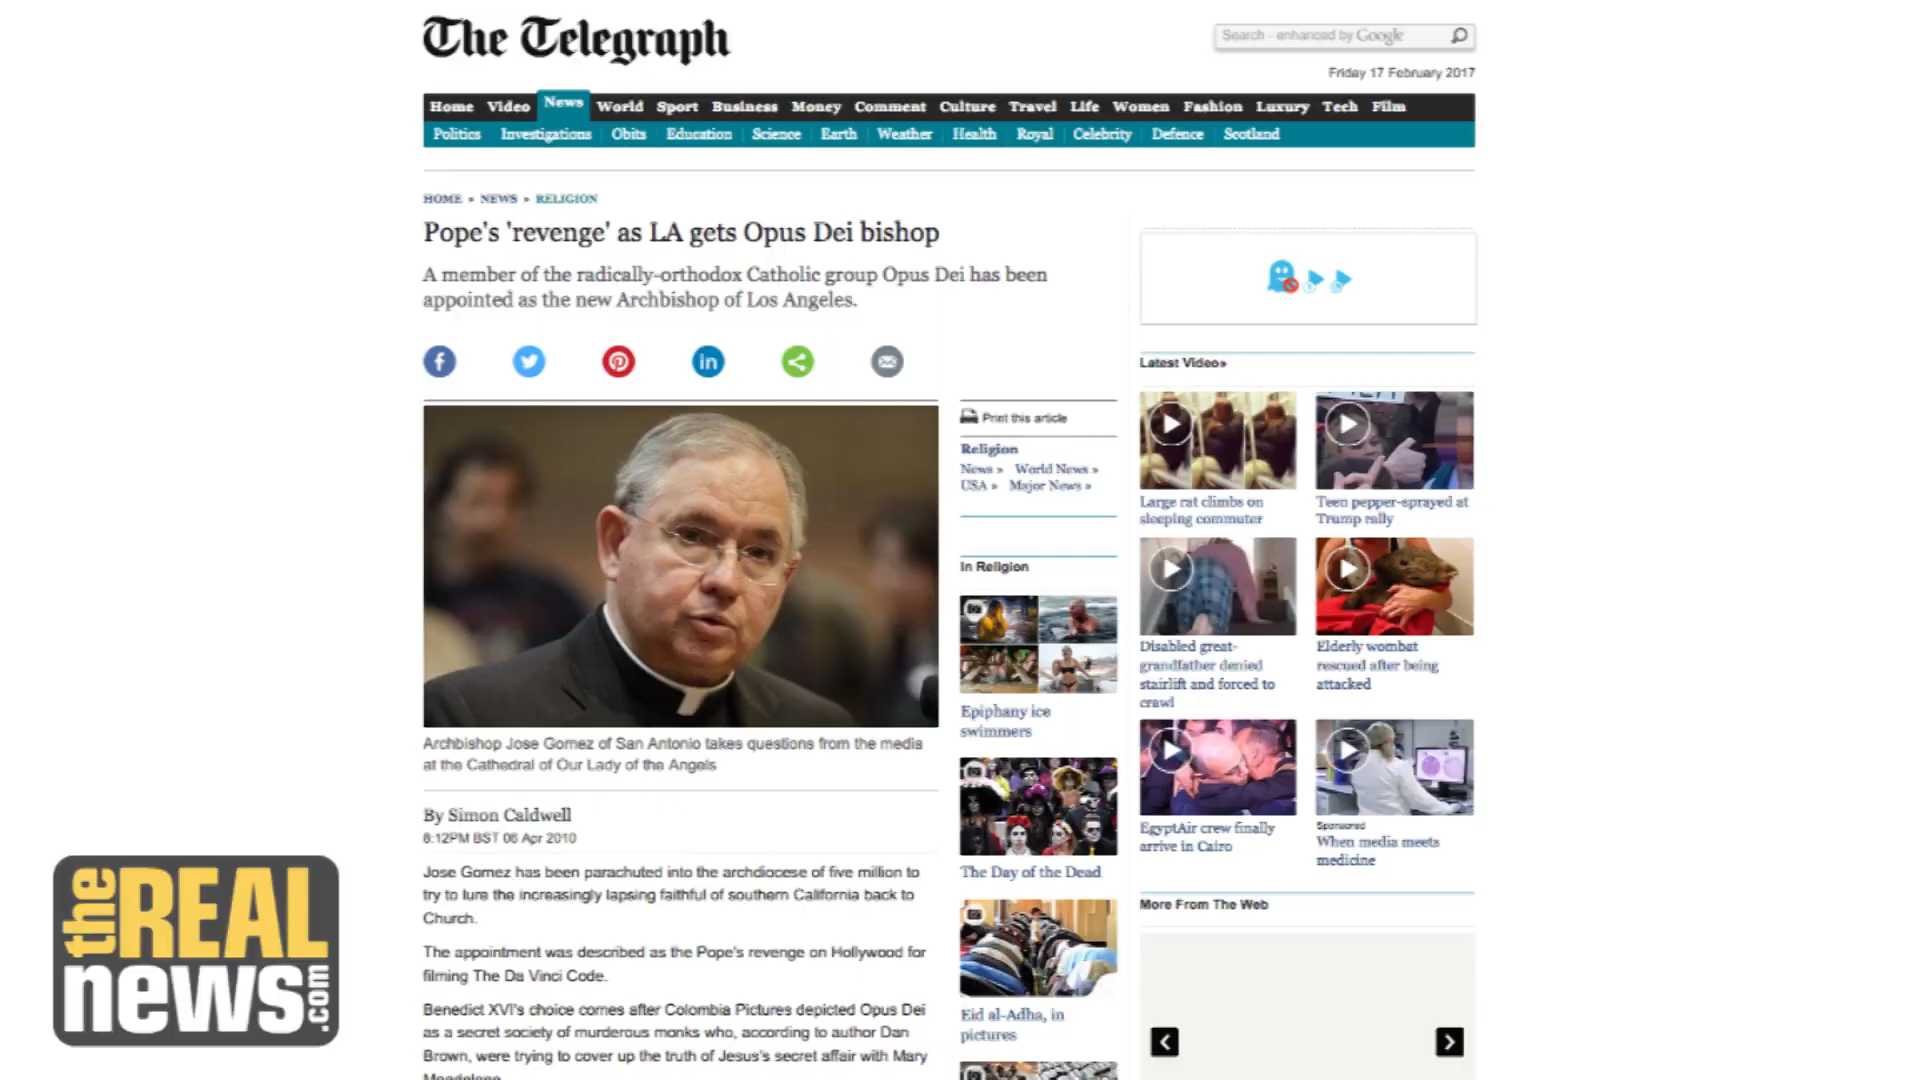 The Telegraph
Search - enhanced by Google
Friday 17 February 2017
Home Video News World Sport Business Money Comment Culture Travel Life Women Fashion Luxury Tech Film
Politics Investigations Obits Education Science Earth Weather Health Royal Celebrity Defence Scotland
HOME » NEWS » RELIGION
Pope's 'revenge' as LA gets Opus Dei bishop
A member of the radically-orthodox Catholic group Opus Dei has been
appointed as the new Archbishop of Los Angeles.
Archbishop Jose Gomez of San Antonio takes questions from the media
at the Cathedral of Our Lady of the Angels
By Simon Caldwell
8:12PM BST 06 Apr 2010
Jose Gomez has been parachuted into the archdiocese of five million to
try to lure the increasingly lapsing faithful of southern California back to
Church.
The appointment was described as the Pope's revenge on Hollywood for
filming The Da Vinci Code.
Benedict XVI's choice comes after Colombia Pictures depicted Opus Dei
as a secret society of murderous monks who, according to author Dan
Brown, were trying to cover up the truth of Jesus's secret affair with Mary
Magdalene.
Print this article
Religion
News » World News »
USA » Major News »
In Religion
Epiphany ice
swimmers
The Day of the Dead
Eid al-Adha, in
pictures
Latest Video»
Large rat climbs on
sleeping commuter
Teen pepper-sprayed at
Trump rally
Disabled great-
grandfather denied
stairlift and forced to
crawl
Elderly wombat
rescued after being
attacked
EgyptAir crew finally
arrive in Cairo
Sponsored
When media meets
medicine
More From The Web
the REAL
news.com